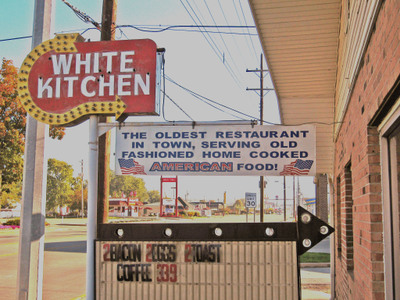 WHITE
KITCHEN
THE OLDEST RESTAURANT
IN TOWN, SERVING OLD
FASHIONED HOME COOKED
AMERICAN FOOD!
2BACON 2EGGS 2TOAST
COFFEE 339